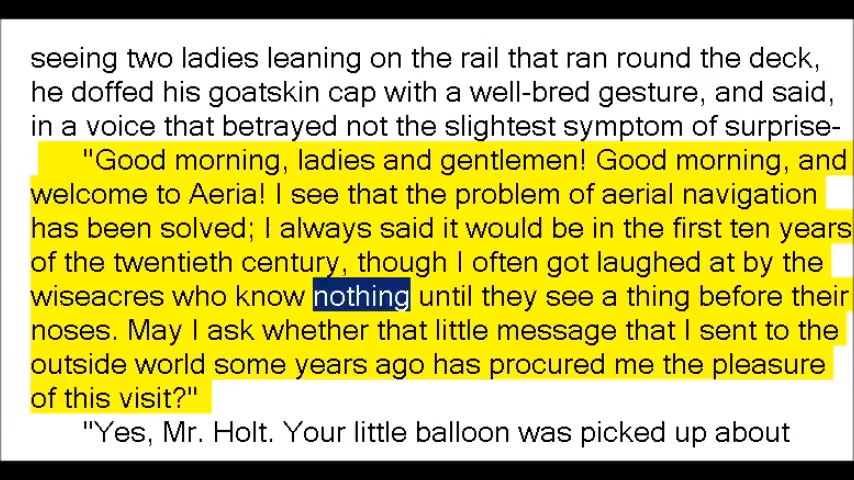 seeing two ladies leaning on the rail that ran round the deck,
he doffed his goatskin cap with a well-bred gesture, and said,
in a voice that betrayed not the slightest symptom of surprise-
"Good morning, ladies and gentlemen! Good morning, and
welcome to Aeria! I see that the problem of aerial navigation
has been solved; I always said it would be in the first ten years
of the twentieth century, though I often got laughed at by the
wiseacres who know nothing until they see a thing before their
noses. May I ask whether that little message that I sent to the
outside world some years ago has procured me the pleasure
of this visit?"
"Yes, Mr. Holt. Your little balloon was picked up about